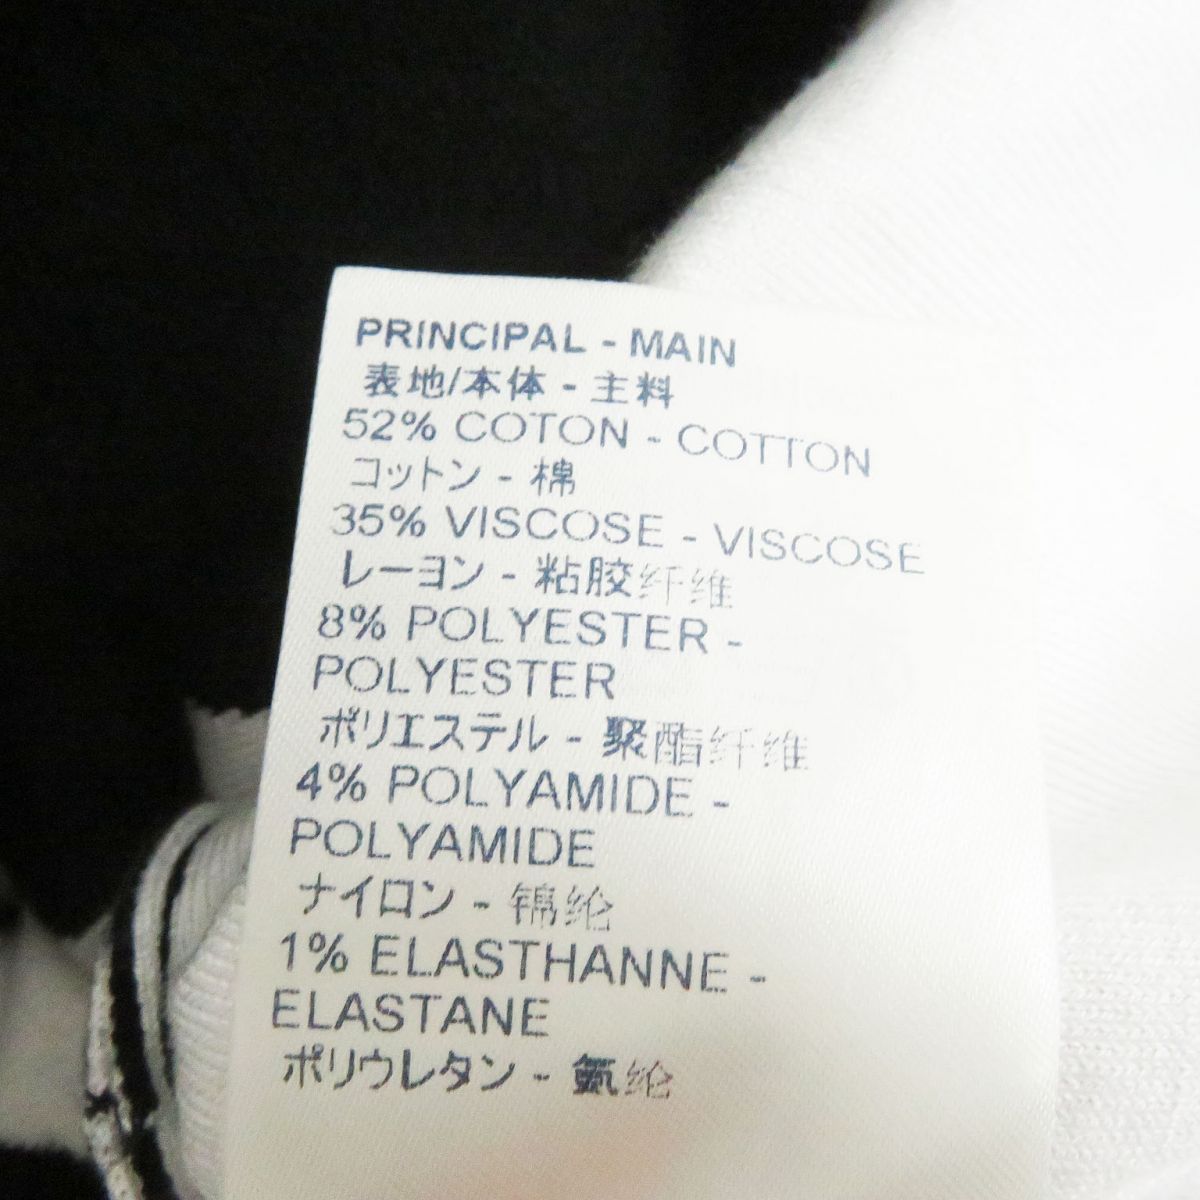 PRINCIPAL - MAIN
表地/本体 - 主料
52% COTON - COTTON
コットン - 棉
35% VISCOSE - VISCOSE
レーヨン - 粘胶纤维
8% POLYESTER -
POLYESTER
ポリエステル - 聚酯纤维
4% POLYAMIDE -
POLYAMIDE
ナイロン - 锦纶
1% ELASTHANNE -
ELASTANE
ポリウレタン - 氨纶